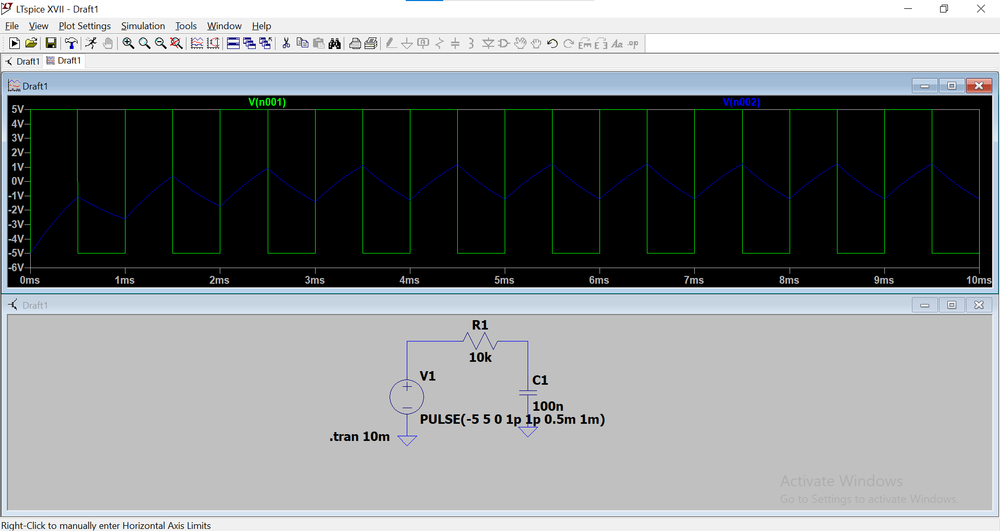 LTspice XVII - Draft1
File View Plot Settings Simulation Tools Window Help
Draft1 Draft1
Draft1
V(n001) V(n002)
5V
4V
3V
2V
1V
0V
-1V
-2V
-3V
-4V
-5V
-6V
0ms 1ms 2ms 3ms 4ms 5ms 6ms 7ms 8ms 9ms 10ms
Draft1
R1
10k
V1
C1
100n
PULSE(-5 5 0 1p 1p 0.5m 1m)
.tran 10m
Activate Windows
Go to Settings to activate Windows.
Right-Click to manually enter Horizontal Axis Limits